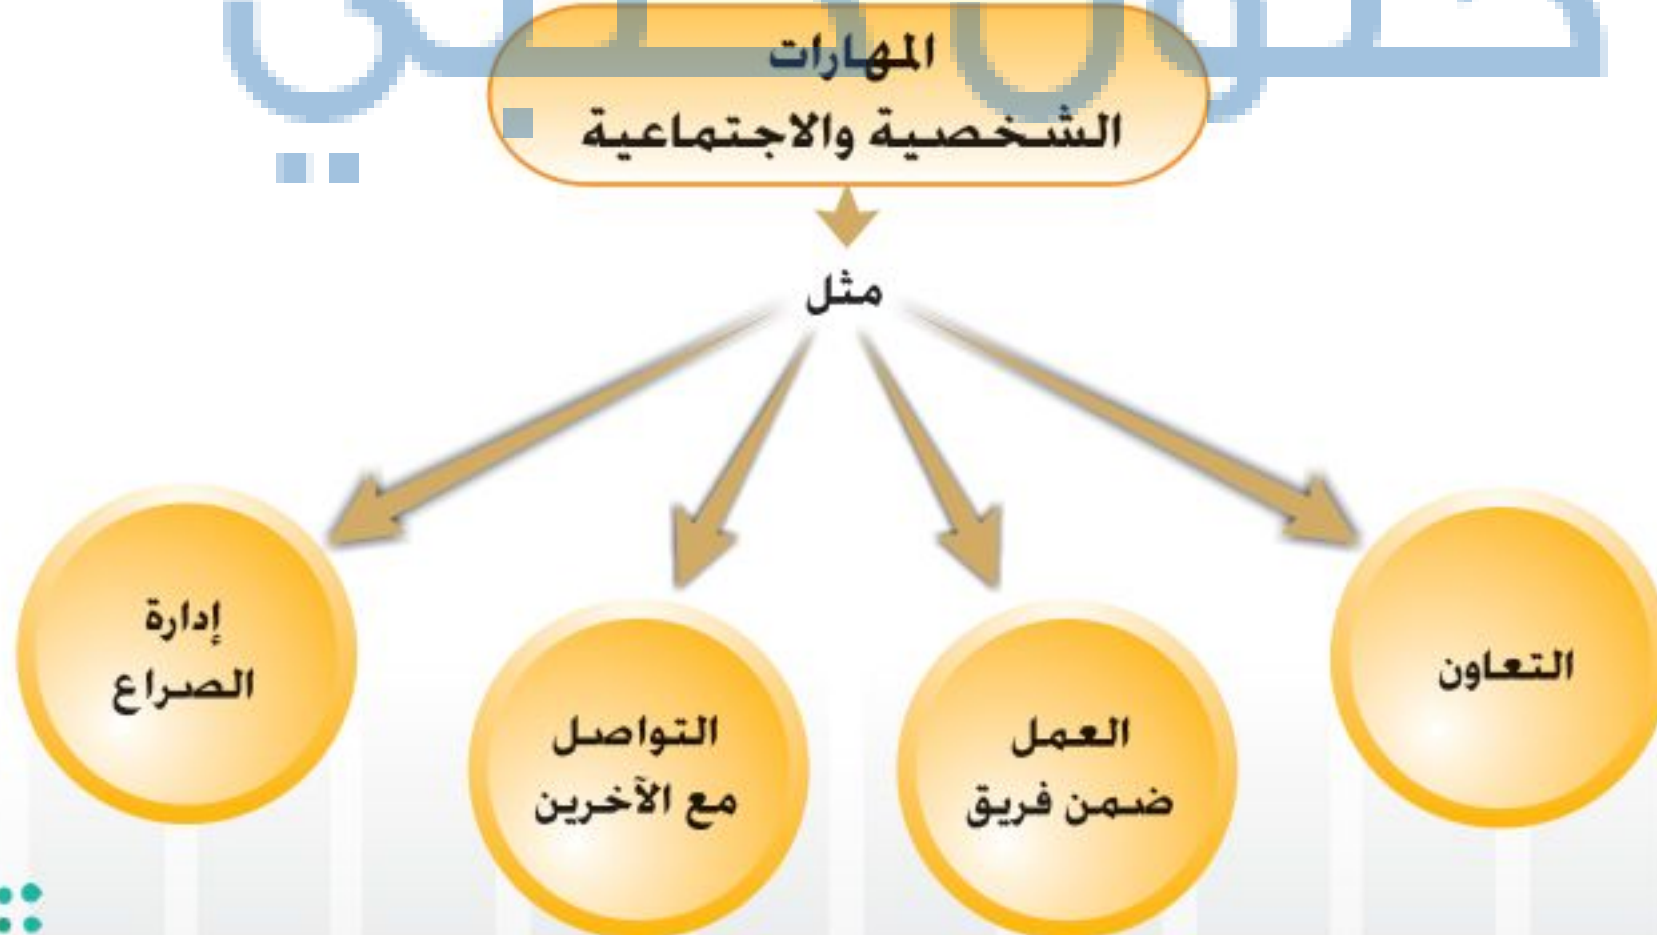 المهارات
الشخصية والاجتماعية
مثل
التعاون
العمل
ضمن فريق
التواصل
مع الآخرين
إدارة
الصراع